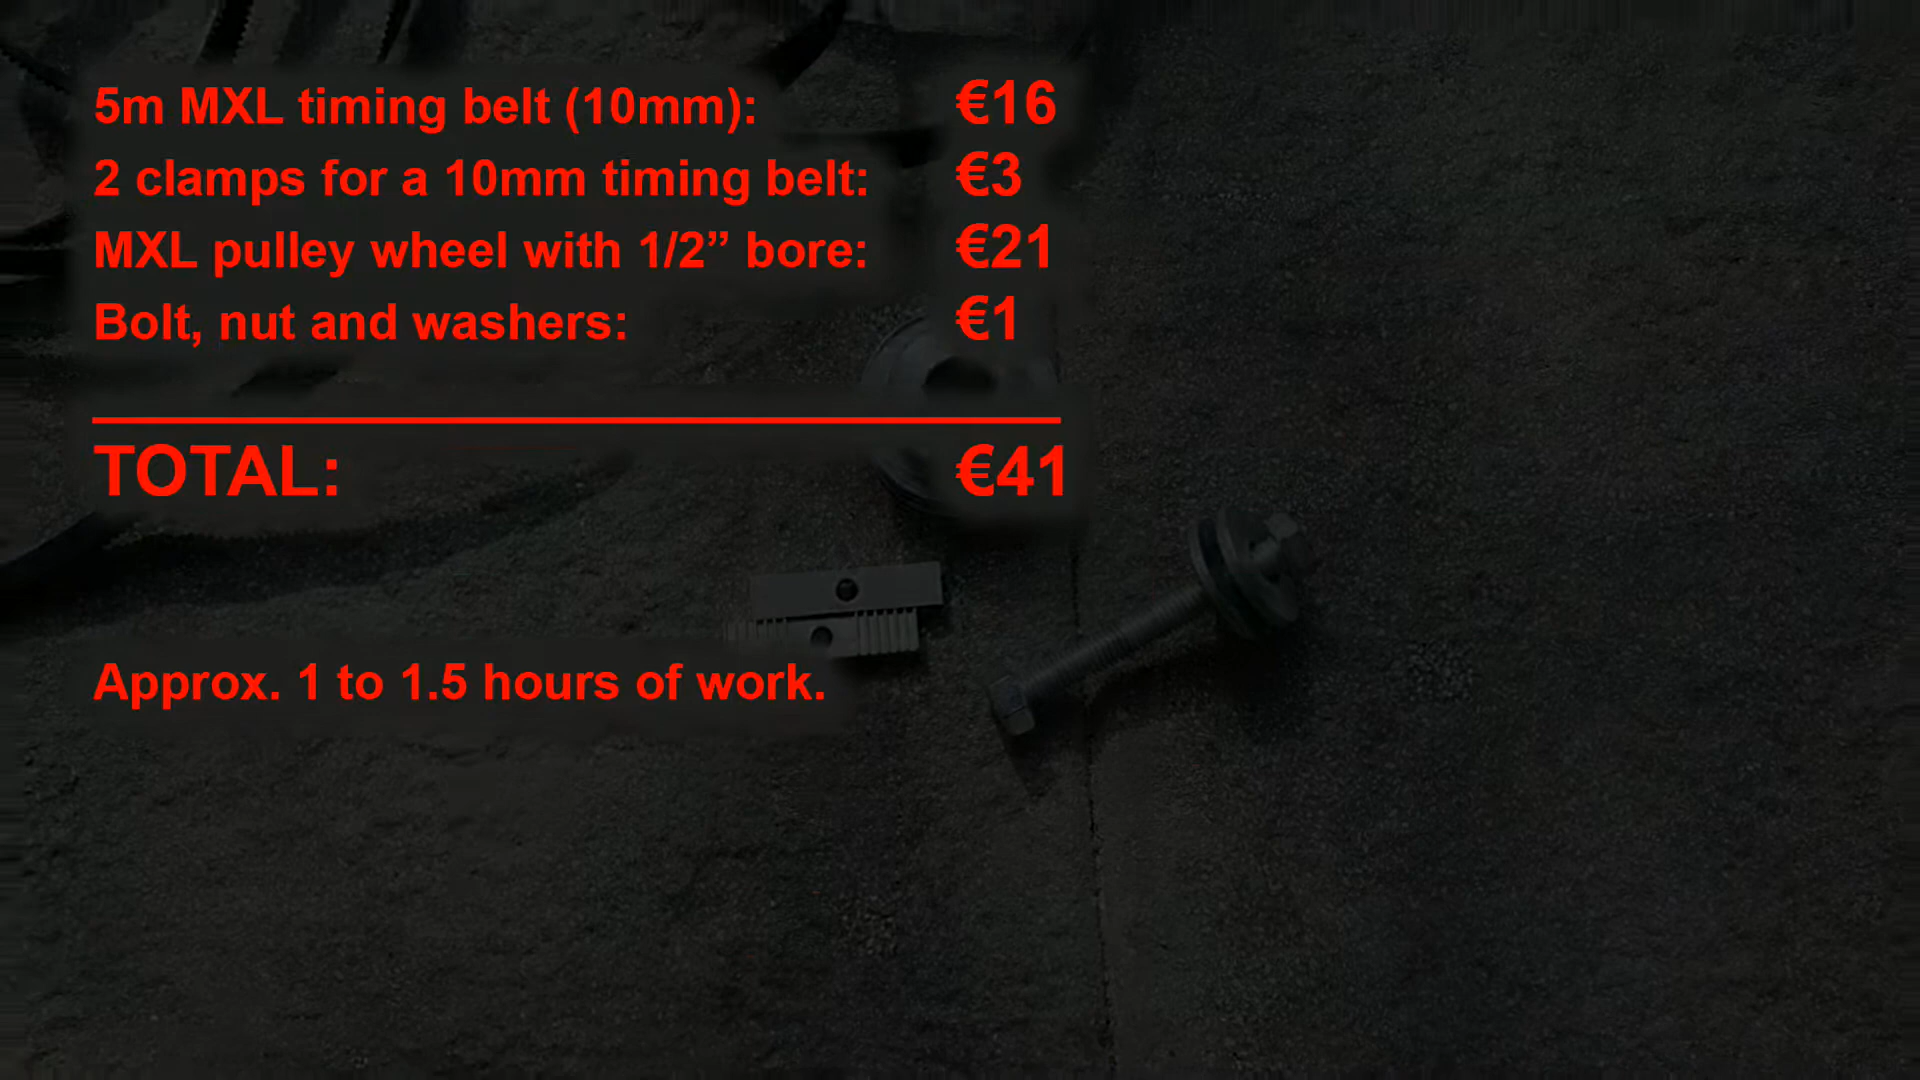 5m MXL timing belt (10mm): €16
2 clamps for a 10mm timing belt: €3
MXL pulley wheel with 1/2” bore: €21
Bolt, nut and washers: €1
TOTAL: €41
Approx. 1 to 1.5 hours of work.